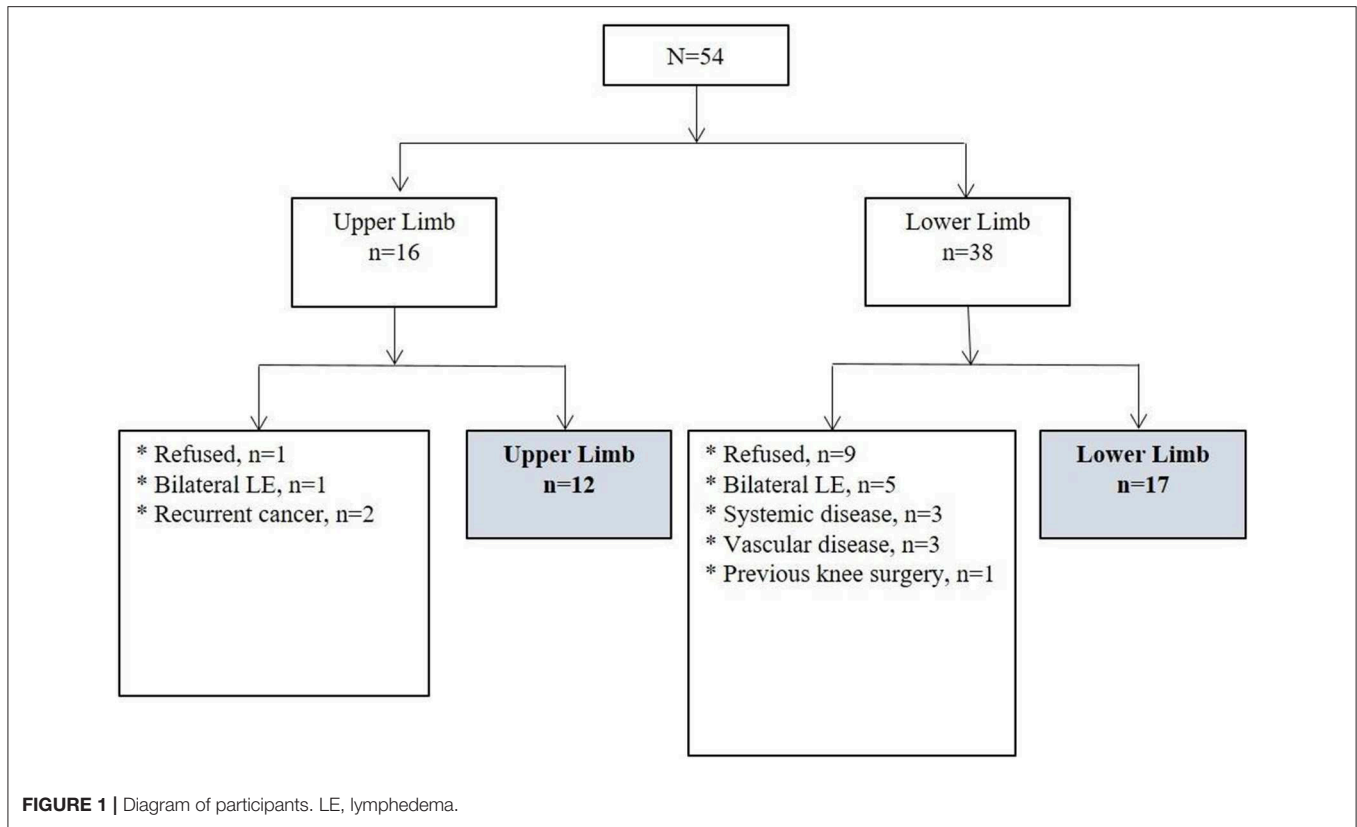 N=54
Upper Limb
n=16
Lower Limb
n=38
* Refused, n=1
* Bilateral LE, n=1
* Recurrent cancer, n=2
Upper Limb
n=12
* Refused, n=9
* Bilateral LE, n=5
* Systemic disease, n=3
* Vascular disease, n=3
* Previous knee surgery, n=1
Lower Limb
n=17
FIGURE 1 | Diagram of participants. LE, lymphedema.